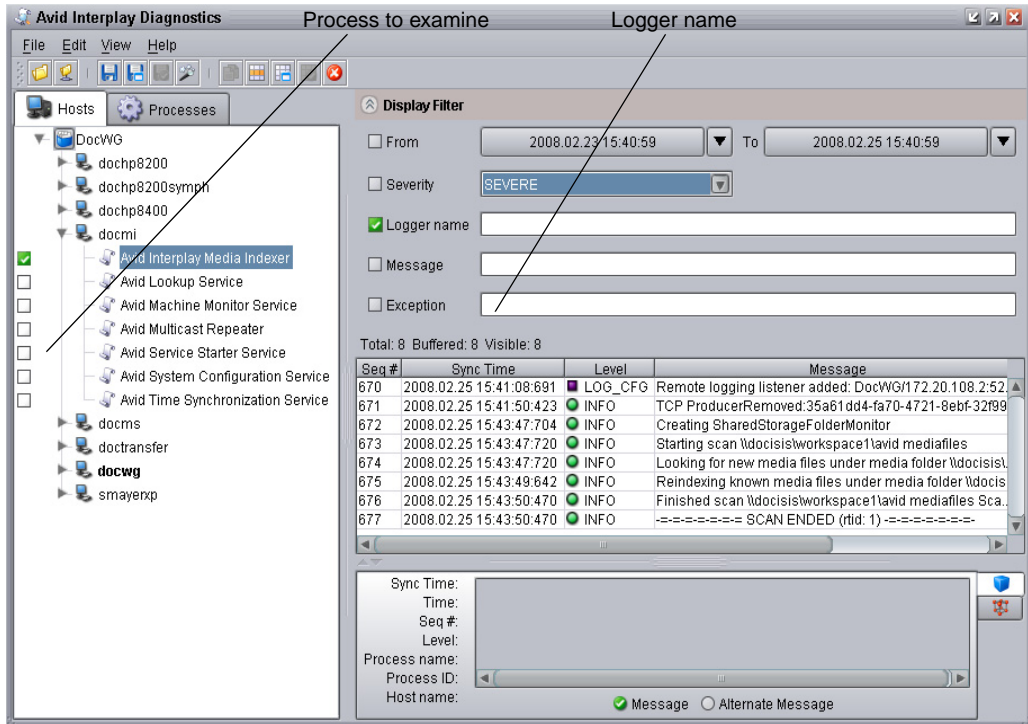 Avid Interplay Diagnostics
Process to examine
Logger name
File Edit View Help
Hosts
Processes
DocWG
dochp8200
dochp8200symph
dochp8400
docmi
Avid Interplay Media Indexer
Avid Lookup Service
Avid Machine Monitor Service
Avid Multicast Repeater
Avid Service Starter Service
Avid System Configuration Service
Avid Time Synchronization Service
docms
doctransfer
docwg
smayerxp
Display Filter
From 2008.02.23 15:40:59 To 2008.02.25 15:40:59
Severity SEVERE
Logger name
Message
Exception
Total: 8 Buffered: 8 Visible: 8
Seq # Sync Time Level Message
670 2008.02.25 15:41:08:691 LOG_CFG Remote logging listener added: DocWG/172.20.108.2:52
671 2008.02.25 15:41:50:423 INFO TCP ProducerRemoved:35a61dd4-fa70-4721-8ebf-32f99
672 2008.02.25 15:43:47:704 INFO Creating SharedStorageFolderMonitor
673 2008.02.25 15:43:47:720 INFO Starting scan \\docisis\workspace1\avid mediafiles
674 2008.02.25 15:43:47:720 INFO Looking for new media files under media folder \\docisis\
675 2008.02.25 15:43:49:642 INFO Reindexing known media files under media folder \\docis
676 2008.02.25 15:43:50:470 INFO Finished scan \\docisis\workspace1\avid mediafiles Sca...
677 2008.02.25 15:43:50:470 INFO -=-=-=-=-=-=-= SCAN ENDED (rtid: 1) -=-=-=-=-=-=-=-
Sync Time:
Time:
Seq #:
Level:
Process name:
Process ID:
Host name:
Message Alternate Message